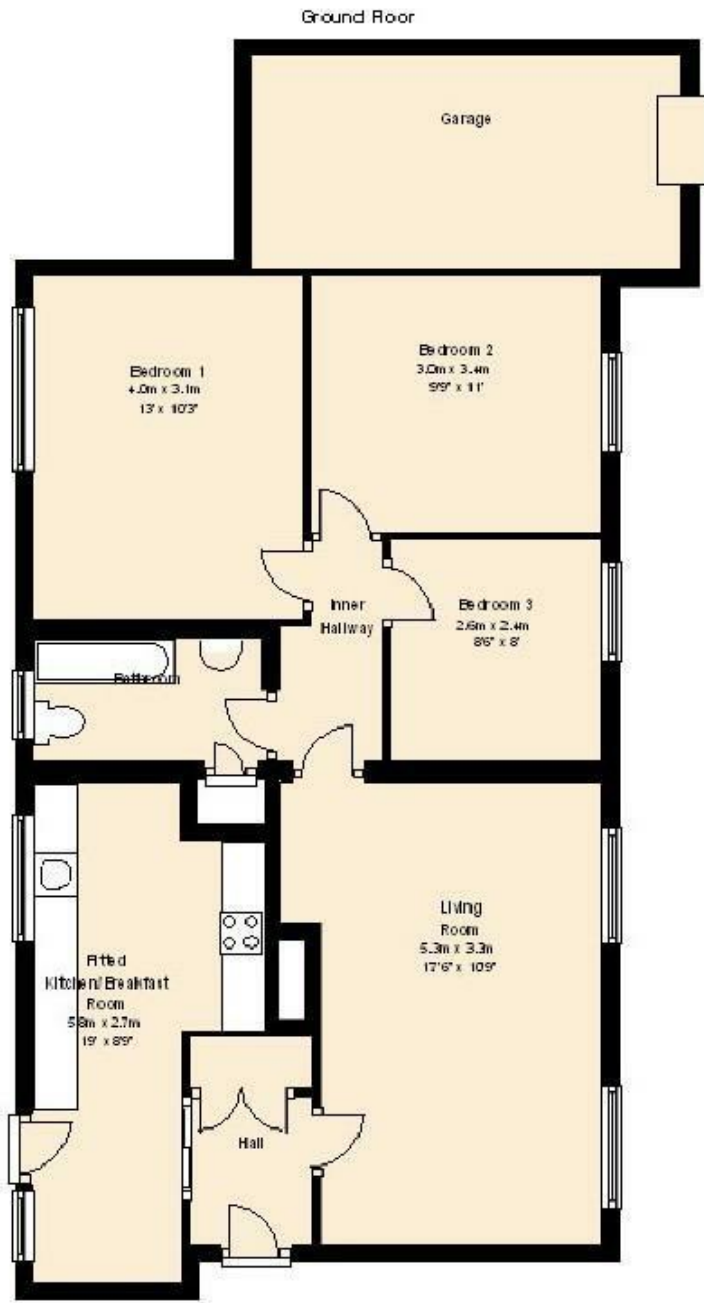 Ground Floor
Garage
Bedroom 1
4.0m x 3.1m
13' x 10'3"
Bedroom 2
3.0m x 3.4m
9'9" x 11'
Inner
Hallway
Bedroom 3
2.6m x 2.4m
8'6" x 8'
Bathroom
Living
Room
5.3m x 3.3m
17'6" x 10'9"
Fitted
Kitchen/Breakfast
Room
5.8m x 2.7m
19' x 8'9"
Hall